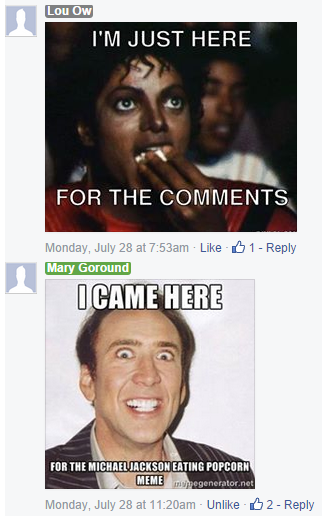 Lou Ow
I'M JUST HERE
FOR THE COMMENTS
Monday, July 28 at 7:53am · Like · 1 - Reply
Mary Goround
I CAME HERE
FOR THE MICHAEL JACKSON EATING POPCORN
MEME
memegenerator.net
Monday, July 28 at 11:20am · Unlike · 2 - Reply